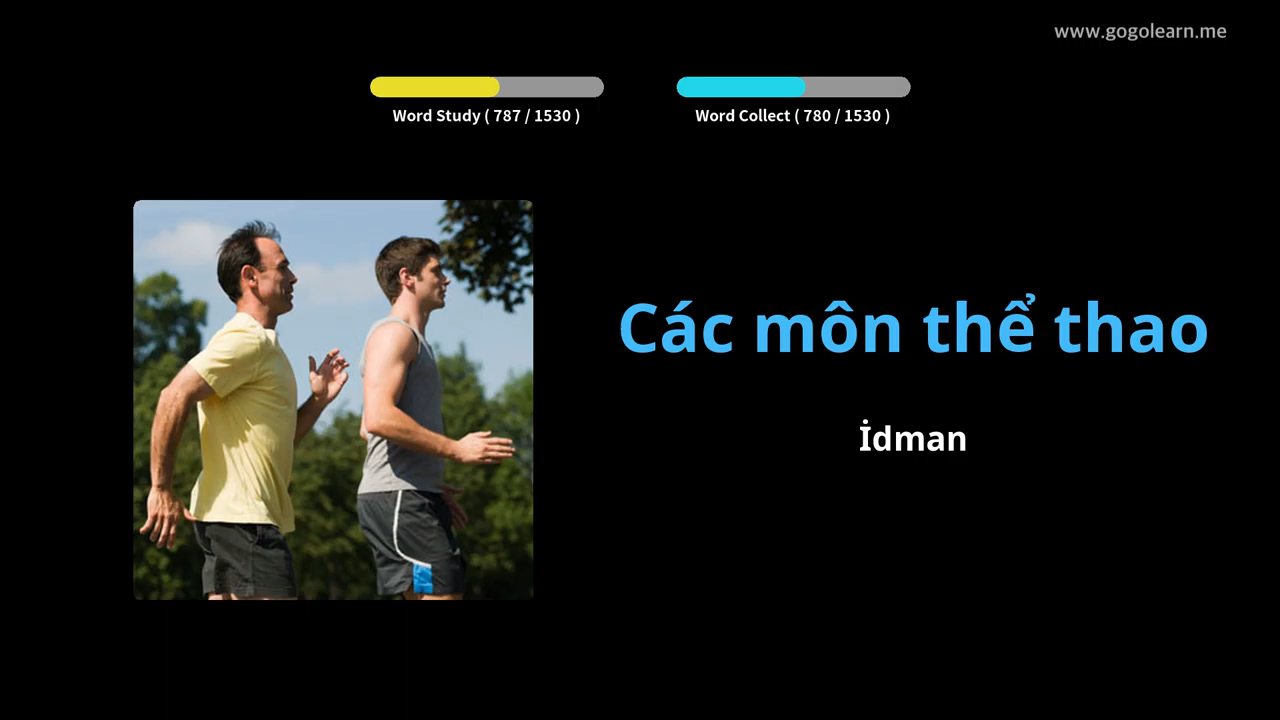 www.gogolearn.me
Word Study ( 787 / 1530 )
Word Collect ( 780 / 1530 )
Các môn thể thao
İdman